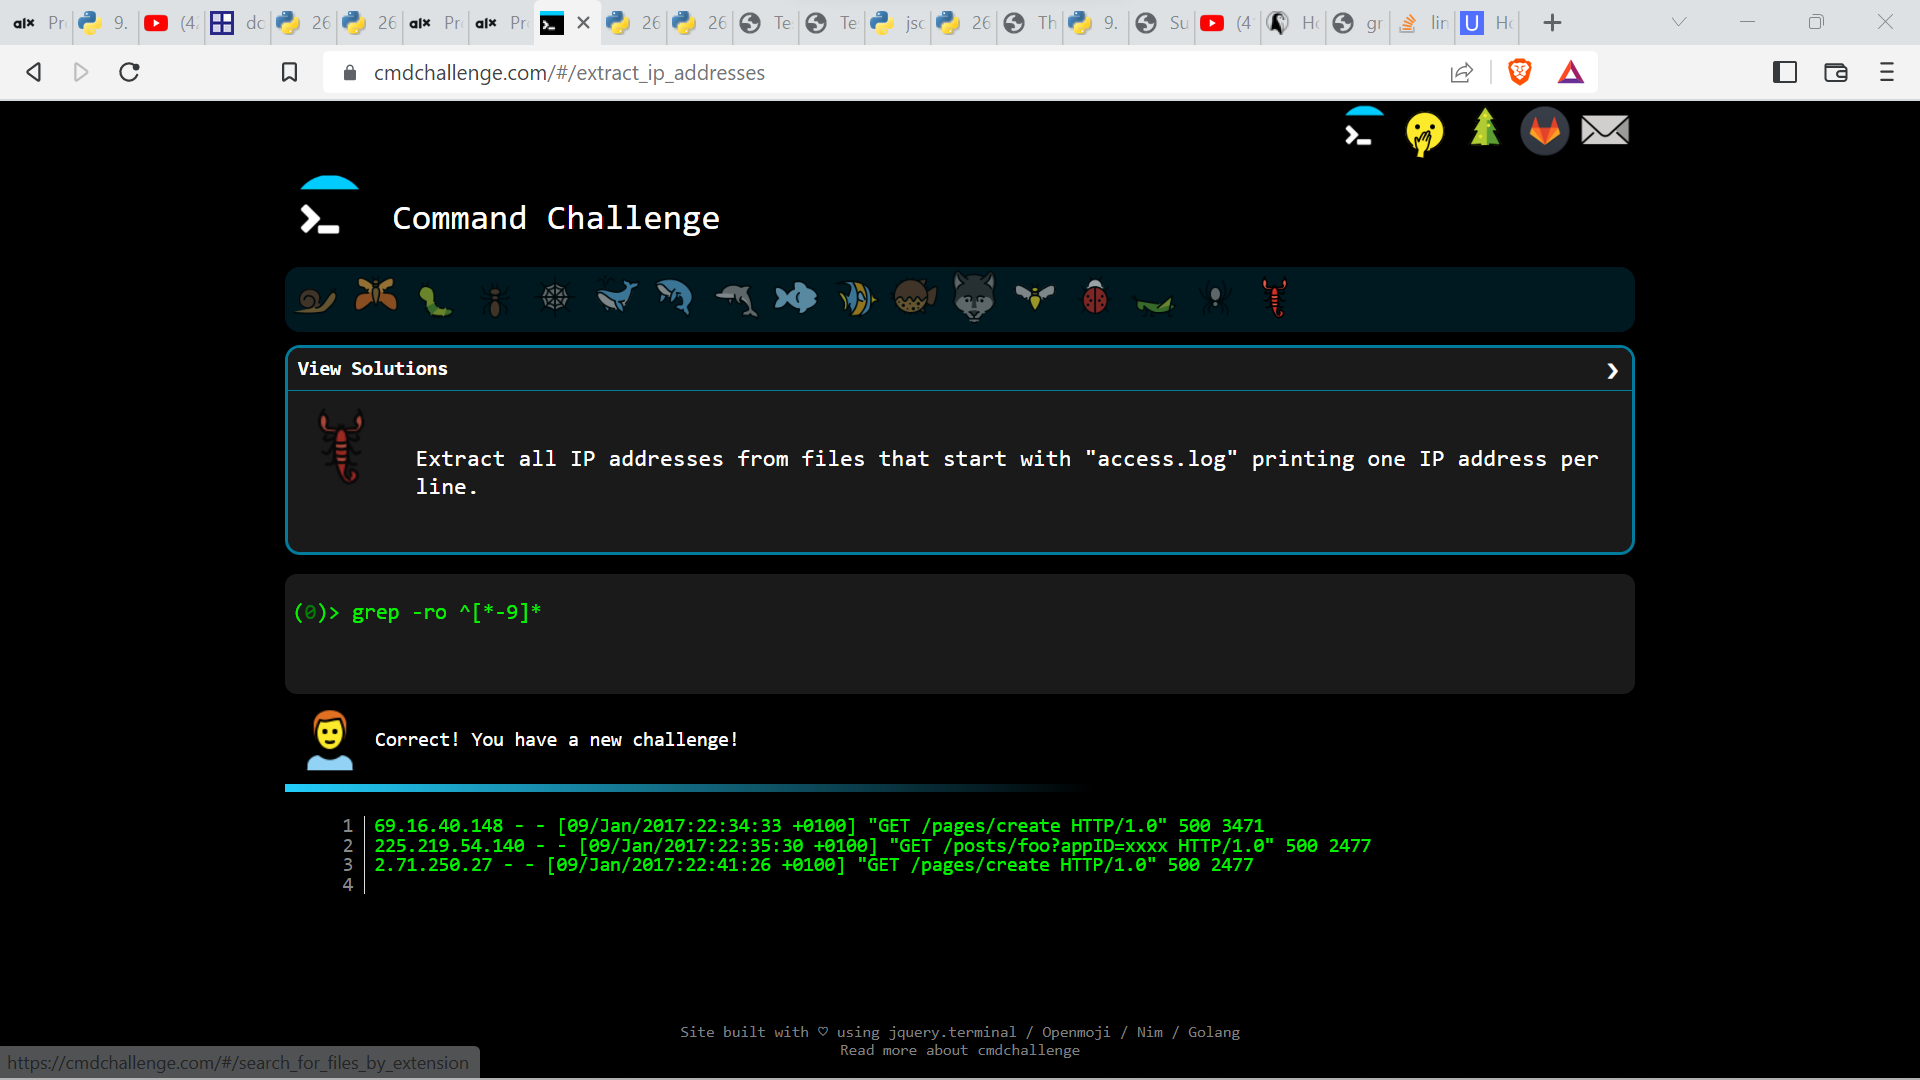 alx Pr 9. (4 dc 26 26 alx Pr alx Pr 26 26 Te Te jsc 26 Th 9. Su (4 Ho gr lin U Ho
cmdchallenge.com/#/extract_ip_addresses
Command Challenge
View Solutions
Extract all IP addresses from files that start with "access.log" printing one IP address per
line.
(0)> grep -ro ^[*-9]*
Correct! You have a new challenge!
1 69.16.40.148 - - [09/Jan/2017:22:34:33 +0100] "GET /pages/create HTTP/1.0" 500 3471
2 225.219.54.140 - - [09/Jan/2017:22:35:30 +0100] "GET /posts/foo?appID=xxxx HTTP/1.0" 500 2477
3 2.71.250.27 - - [09/Jan/2017:22:41:26 +0100] "GET /pages/create HTTP/1.0" 500 2477
4
Site built with ♡ using jquery.terminal / Openmoji / Nim / Golang
Read more about cmdchallenge
https://cmdchallenge.com/#/search_for_files_by_extension